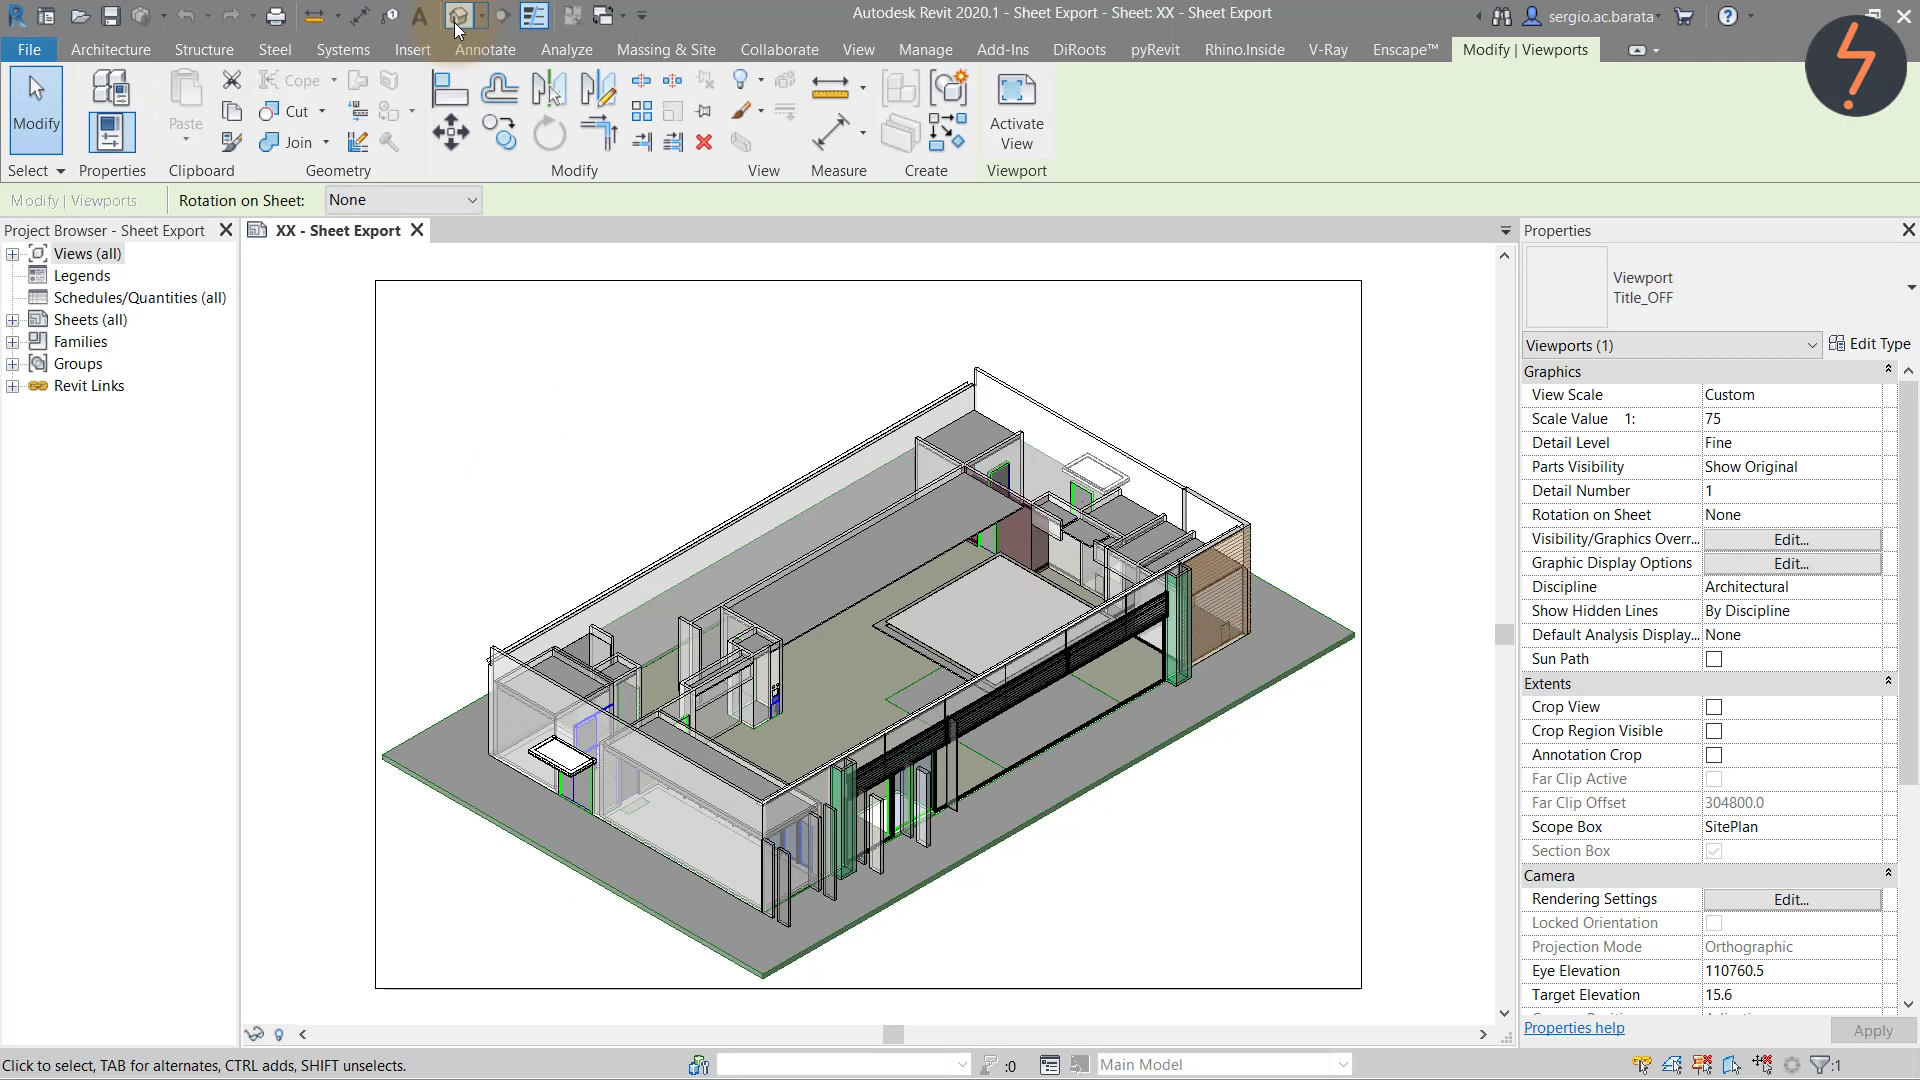 Autodesk Revit 2020.1 - Sheet Export - Sheet: XX - Sheet Export
sergio.ac.barata
File Architecture Structure Steel Systems Insert Annotate Analyze Massing & Site Collaborate View Manage Add-Ins DiRoots pyRevit Rhino.Inside V-Ray Enscape™ Modify | Viewports
Modify
Paste
Cope
Cut
Join
Activate
View
Select Properties Clipboard Geometry Modify View Measure Create Viewport
Modify | Viewports
Rotation on Sheet: None
Project Browser - Sheet Export
Views (all)
Legends
Schedules/Quantities (all)
Sheets (all)
Families
Groups
Revit Links
XX - Sheet Export
Properties
Viewport
Title_OFF
Viewports (1)
Edit Type
Graphics
View Scale Custom
Scale Value 1: 75
Detail Level Fine
Parts Visibility Show Original
Detail Number 1
Rotation on Sheet None
Visibility/Graphics Overr... Edit...
Graphic Display Options Edit...
Discipline Architectural
Show Hidden Lines By Discipline
Default Analysis Display... None
Sun Path
Extents
Crop View
Crop Region Visible
Annotation Crop
Far Clip Active
Far Clip Offset 304800.0
Scope Box SitePlan
Section Box
Camera
Rendering Settings Edit...
Locked Orientation
Projection Mode Orthographic
Eye Elevation 110760.5
Target Elevation 15.6
Properties help
Apply
Click to select, TAB for alternates, CTRL adds, SHIFT unselects.
:0
Main Model
:1